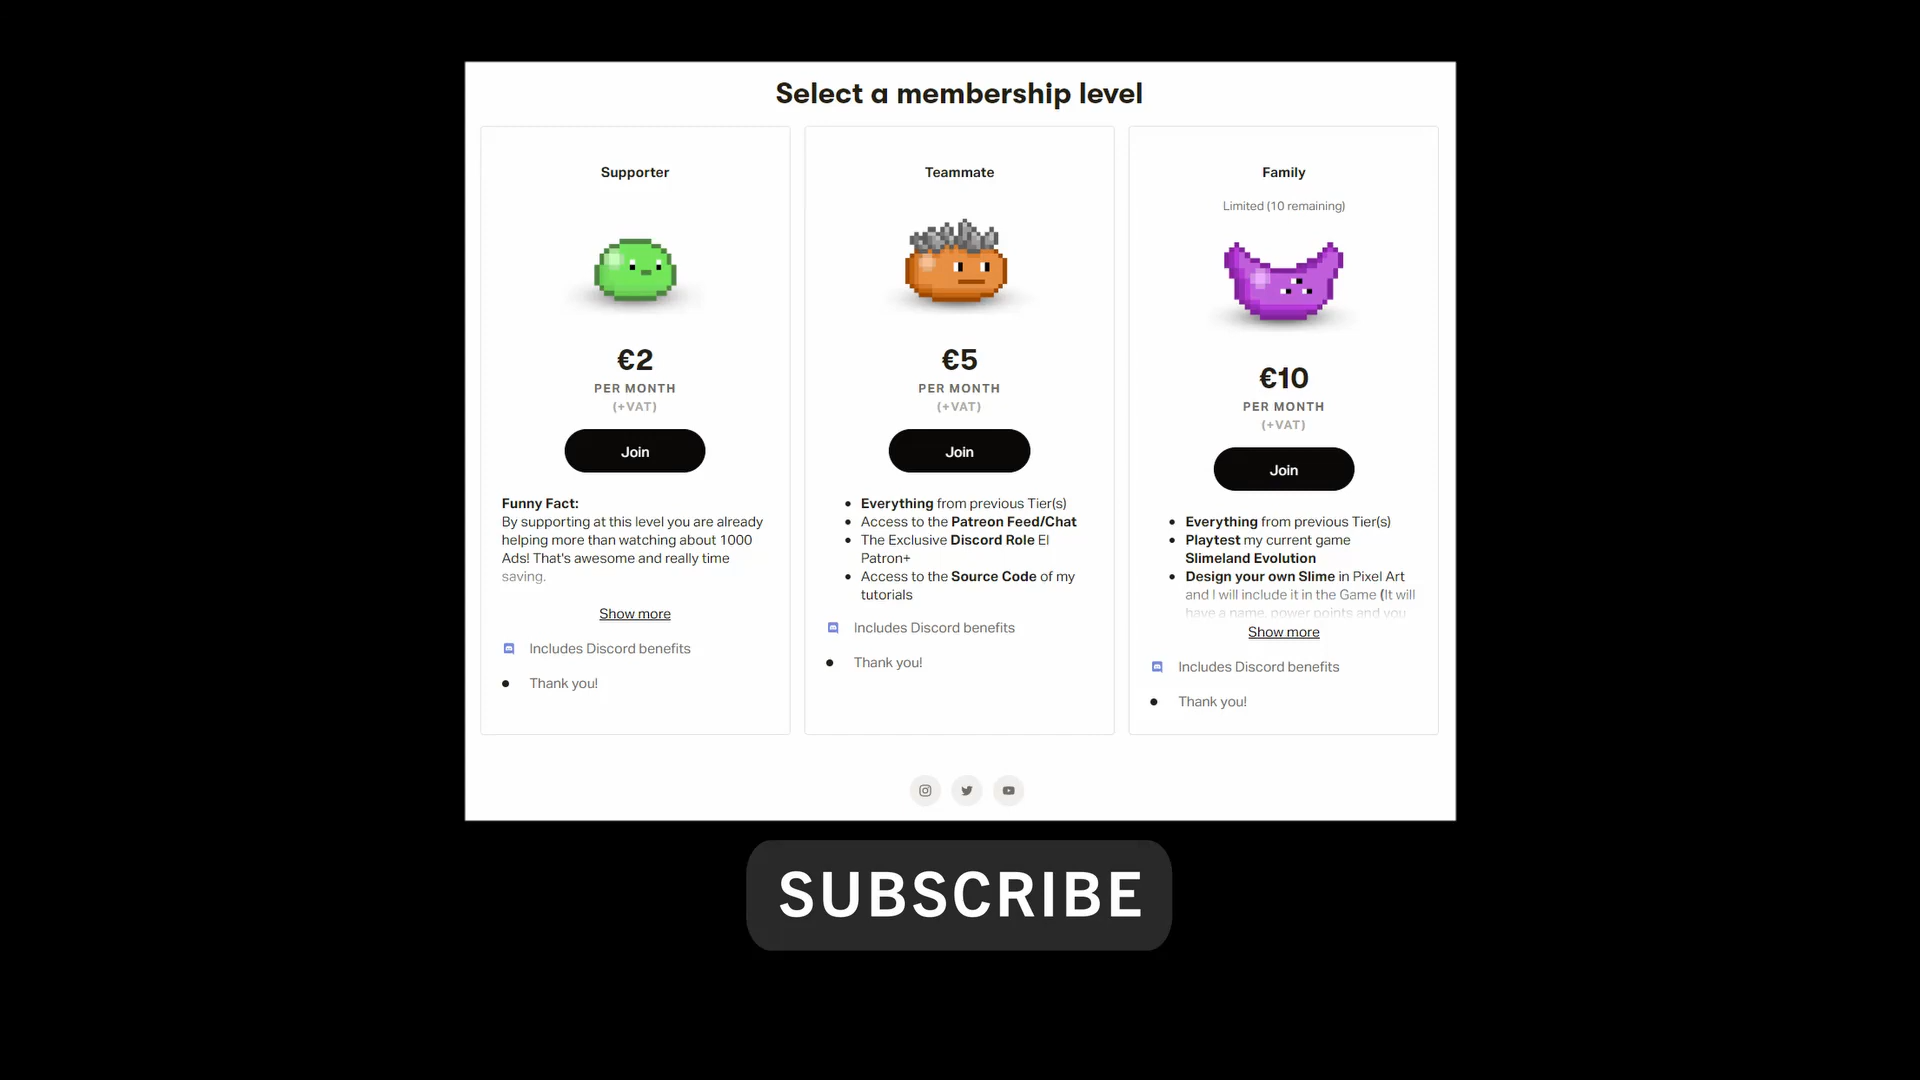 Select a membership level
Supporter
€2
PER MONTH
(+VAT)
Join
Funny Fact:
By supporting at this level you are already
helping more than watching about 1000
Ads! That's awesome and really time
saving.
Show more
Includes Discord benefits
Thank you!
Teammate
€5
PER MONTH
(+VAT)
Join
Everything from previous Tier(s)
Access to the Patreon Feed/Chat
The Exclusive Discord Role El
Patron+
Access to the Source Code of my
tutorials
Includes Discord benefits
Thank you!
Family
Limited (10 remaining)
€10
PER MONTH
(+VAT)
Join
Everything from previous Tier(s)
Playtest my current game
Slimeland Evolution
Design your own Slime in Pixel Art
and I will include it in the Game (It will
have a name, power points and you
Show more
Includes Discord benefits
Thank you!
SUBSCRIBE